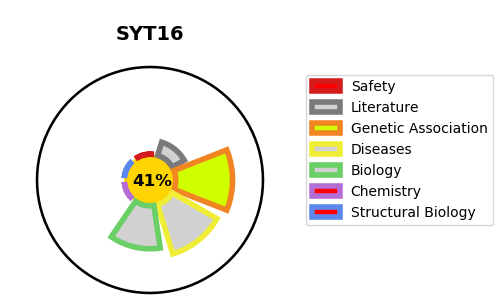 SYT16
41%
Safety
Literature
Genetic Association
Diseases
Biology
Chemistry
Structural Biology